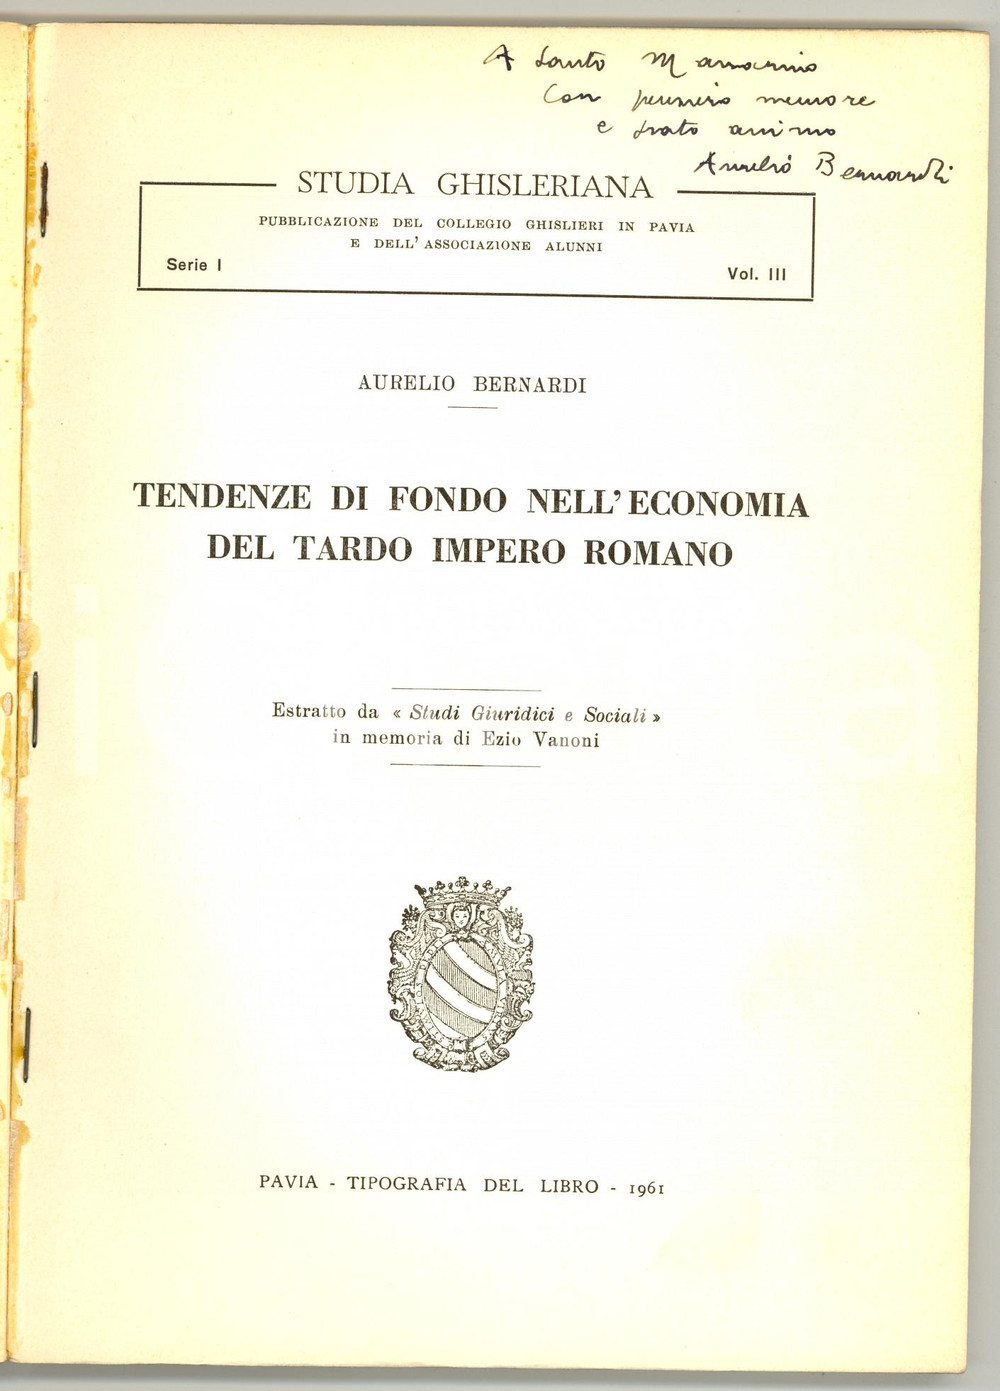 A Santo Mazzarino
Con pensiero memore
e grato animo
Aurelio Bernardi
STUDIA GHISLERIANA
PUBBLICAZIONE DEL COLLEGIO GHISLIERI IN PAVIA
E DELL'ASSOCIAZIONE ALUNNI
Serie I
Vol. III
AURELIO BERNARDI
TENDENZE DI FONDO NELL'ECONOMIA
DEL TARDO IMPERO ROMANO
Estratto da « Studi Giuridici e Sociali »
in memoria di Ezio Vanoni
PAVIA - TIPOGRAFIA DEL LIBRO - 1961